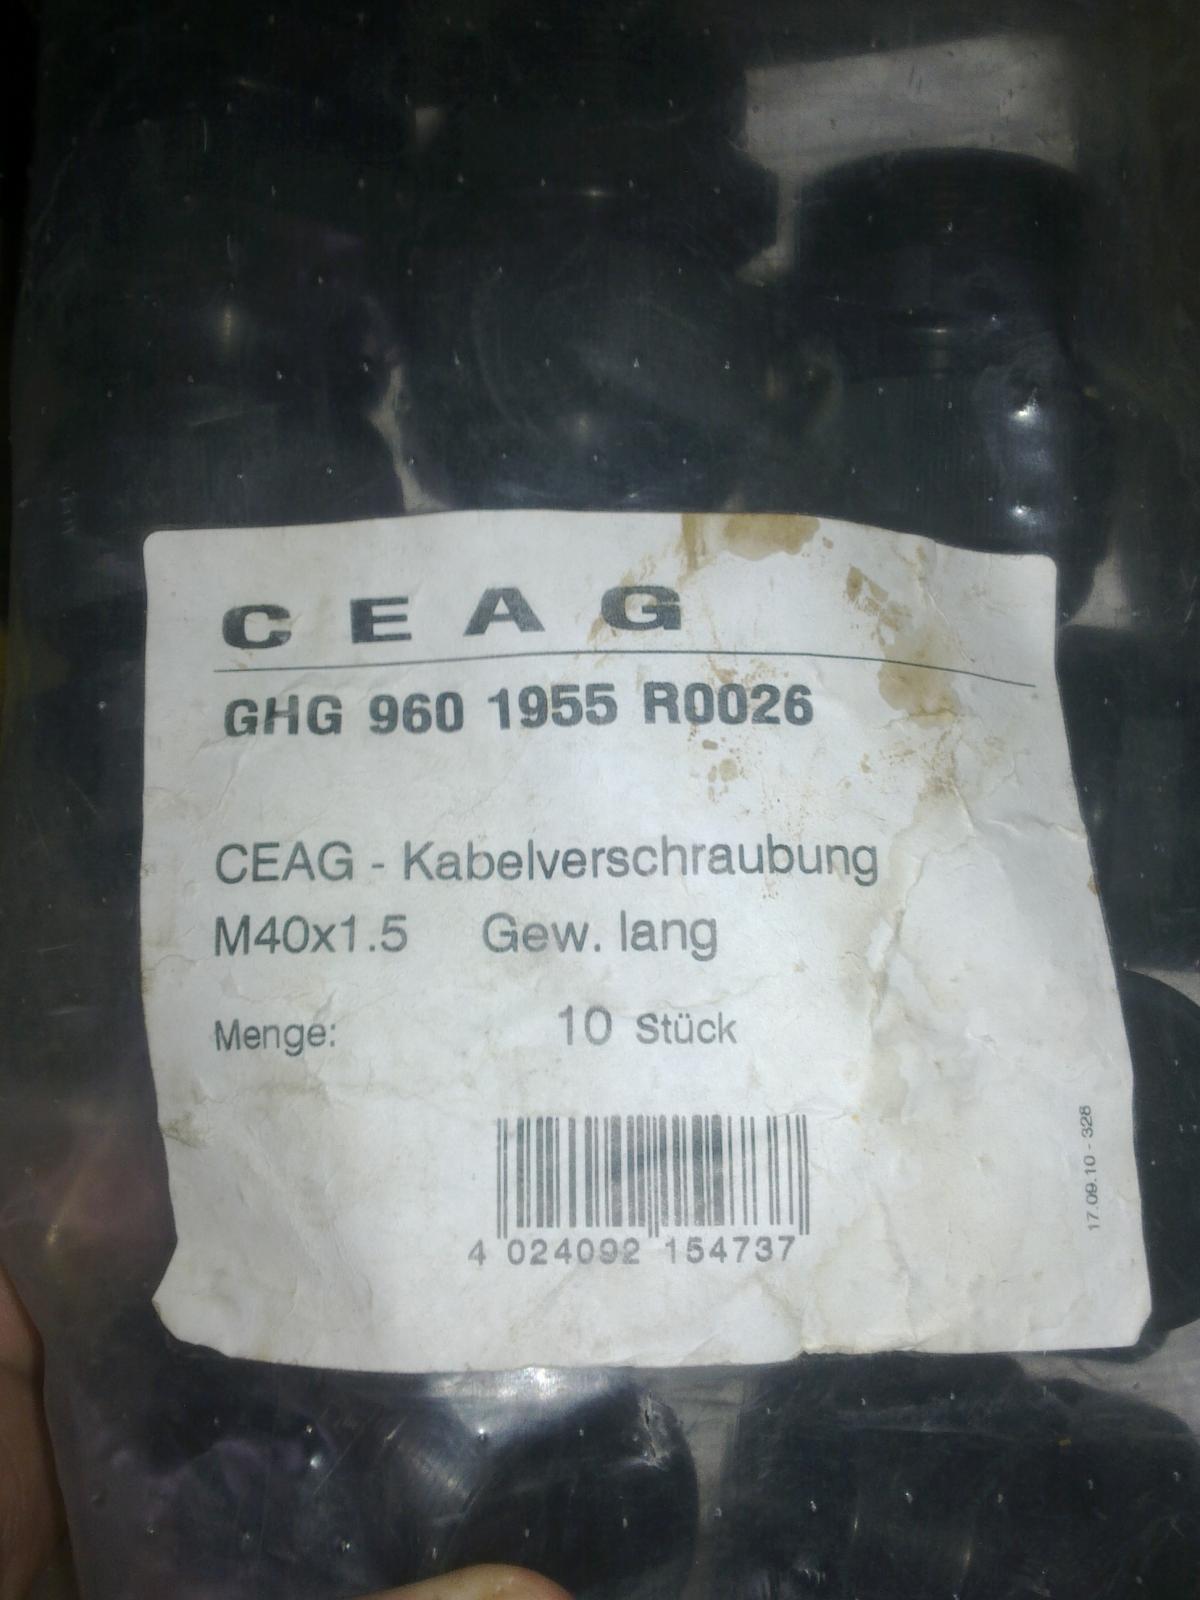 CEAG
GHG 960 1955 R0026
CEAG - Kabelverschraubung
M40x1.5 Gew. lang
Menge: 10 Stück
4 024092 154737
17.09.10 - 328